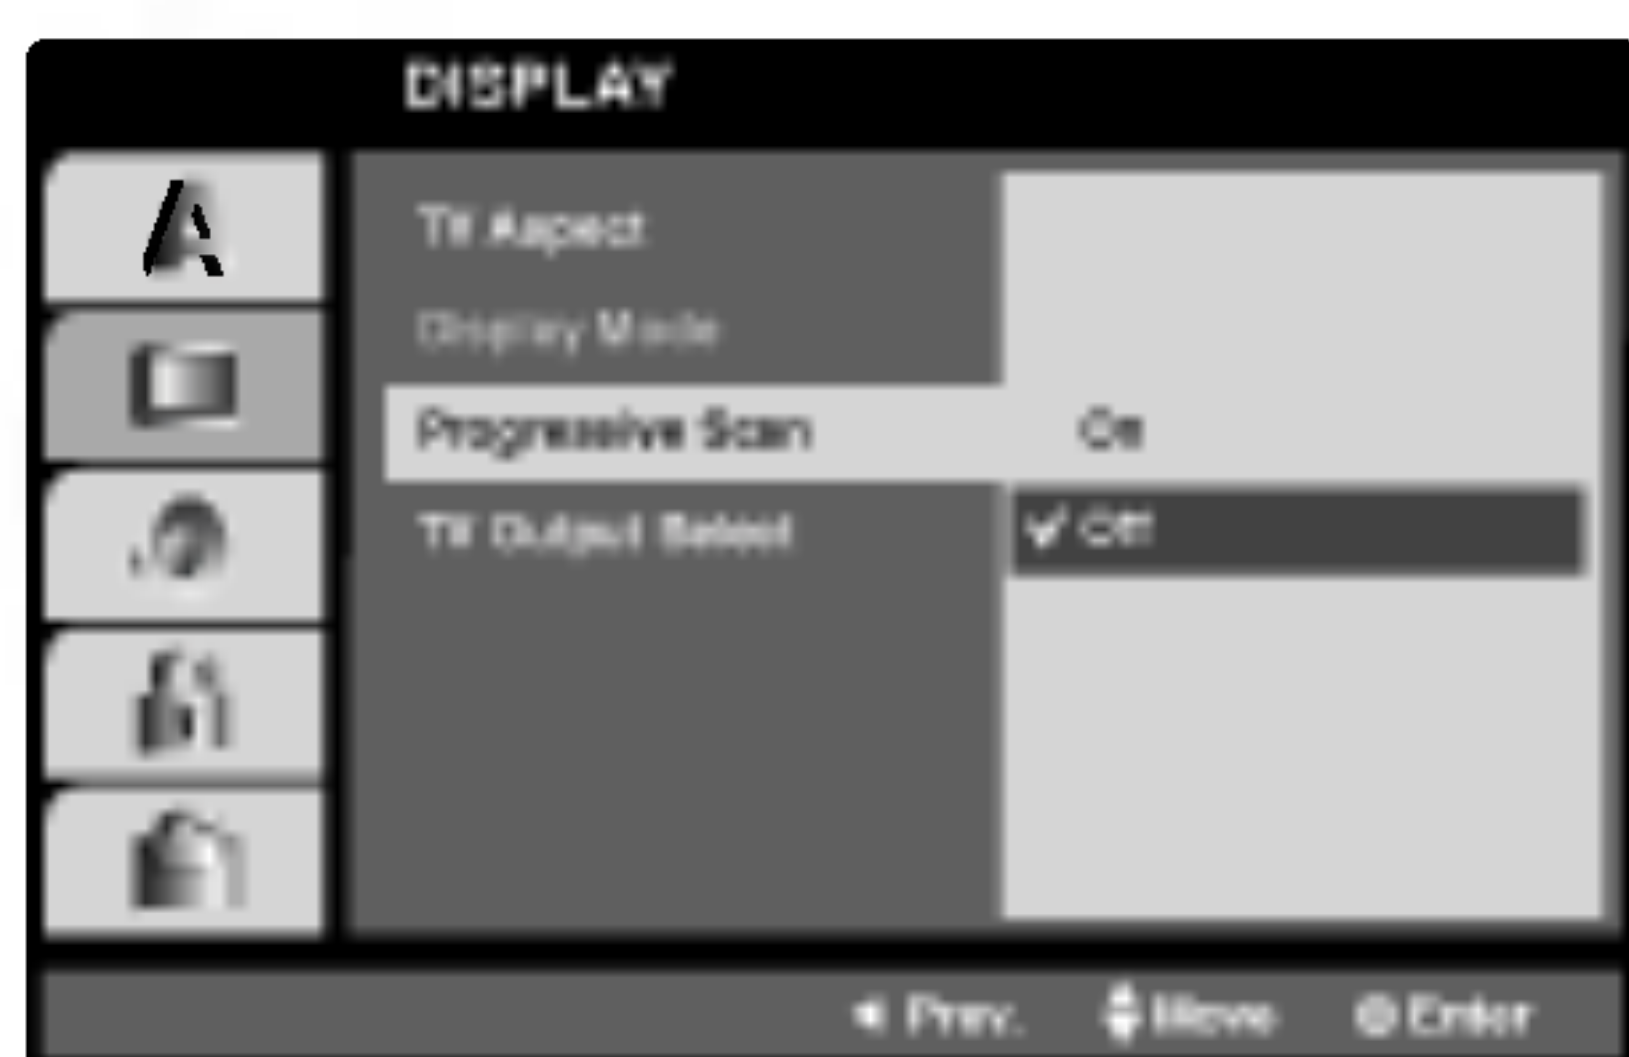 DISPLAY
A
TV Aspect
Display Mode
Progressive Scan On
TV Output Select ✔ Off
◄ Prev. Move Enter